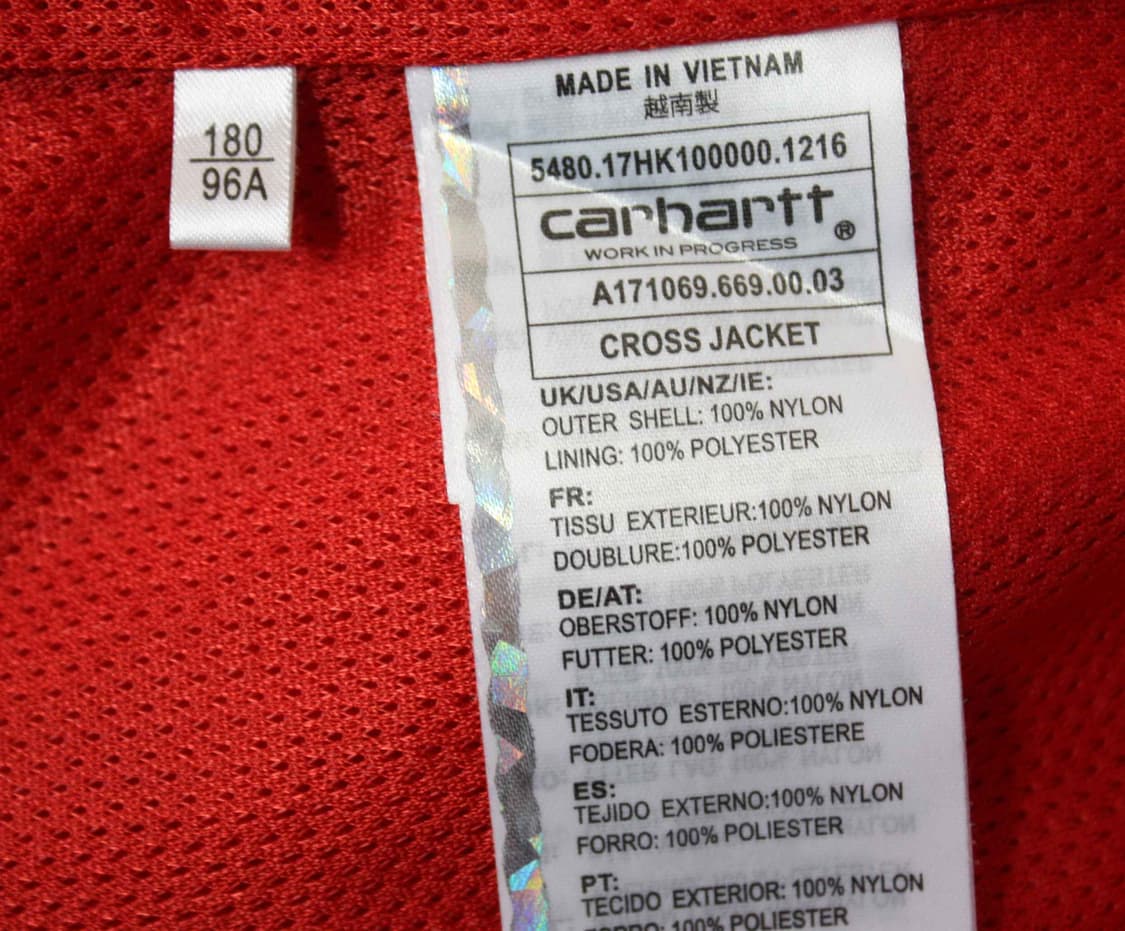 180
96A
MADE IN VIETNAM
越南製
5480.17HK100000.1216
carhartt®
WORK IN PROGRESS
A171069.669.00.03
CROSS JACKET
UK/USA/AU/NZ/IE:
OUTER SHELL: 100% NYLON
LINING: 100% POLYESTER
FR:
TISSU EXTERIEUR:100% NYLON
DOUBLURE:100% POLYESTER
DE/AT:
OBERSTOFF: 100% NYLON
FUTTER: 100% POLYESTER
IT:
TESSUTO ESTERNO:100% NYLON
FODERA: 100% POLIESTERE
ES:
TEJIDO EXTERNO:100% NYLON
FORRO: 100% POLIESTER
PT:
TECIDO EXTERIOR: 100% NYLON
FORRO: 100% POLIESTER